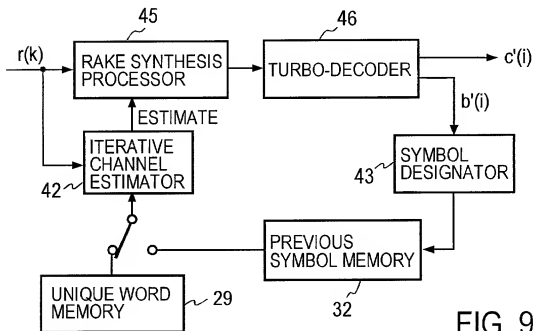 45
46
r(k)
RAKE SYNTHESIS
PROCESSOR
TURBO-DECODER
c'(i)
b'(i)
ESTIMATE
ITERATIVE
CHANNEL
ESTIMATOR
42
43
SYMBOL
DESIGNATOR
PREVIOUS
SYMBOL MEMORY
32
UNIQUE WORD
MEMORY
29
FIG. 9